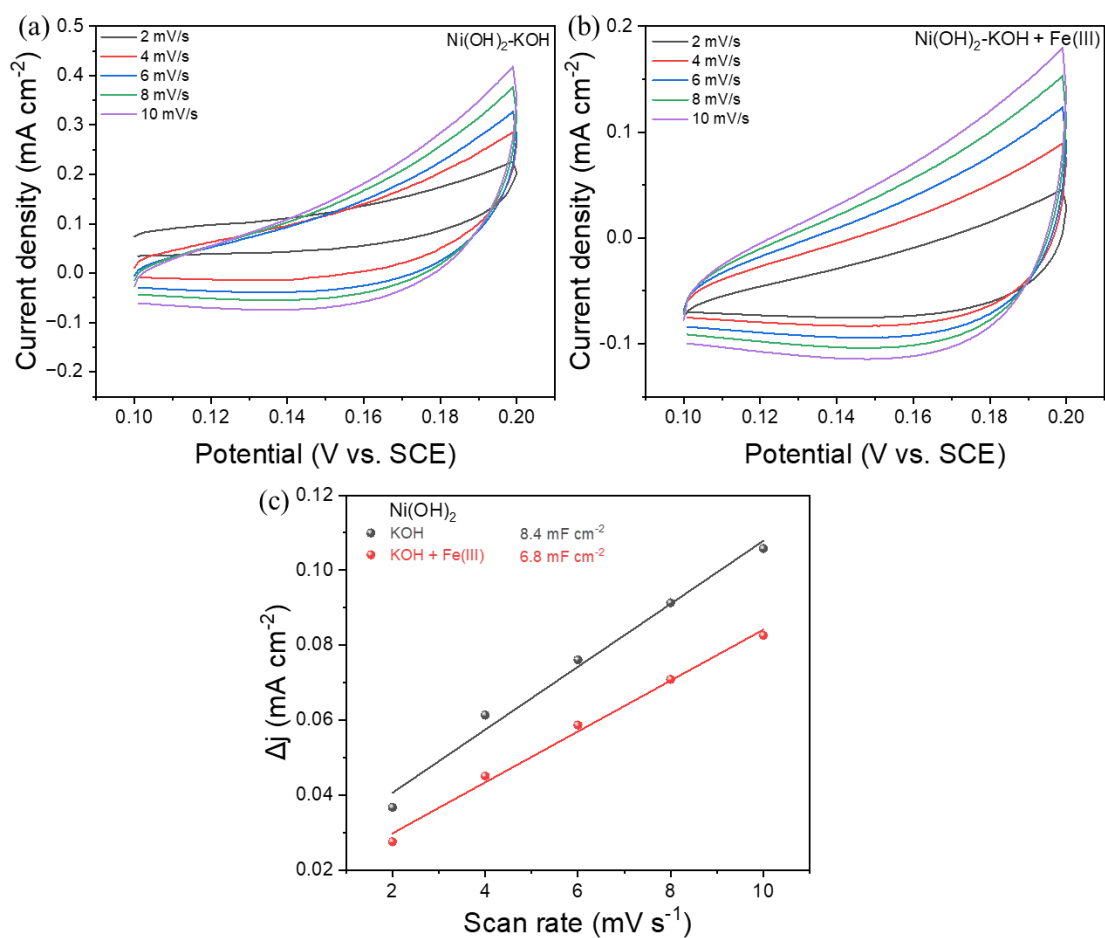 (a)
Ni(OH)₂-KOH
2 mV/s
4 mV/s
6 mV/s
8 mV/s
10 mV/s
0.5
0.4
0.3
0.2
0.1
0.0
−0.1
−0.2
Current density (mA cm⁻²)
0.10 0.12 0.14 0.16 0.18 0.20
Potential (V vs. SCE)
(b)
Ni(OH)₂-KOH + Fe(III)
2 mV/s
4 mV/s
6 mV/s
8 mV/s
10 mV/s
0.2
0.1
0.0
-0.1
Current density (mA cm⁻²)
0.10 0.12 0.14 0.16 0.18 0.20
Potential (V vs. SCE)
(c)
Ni(OH)₂
KOH 8.4 mF cm⁻²
KOH + Fe(III) 6.8 mF cm⁻²
0.12
0.10
0.08
0.06
0.04
0.02
Δj (mA cm⁻²)
2 4 6 8 10
Scan rate (mV s⁻¹)